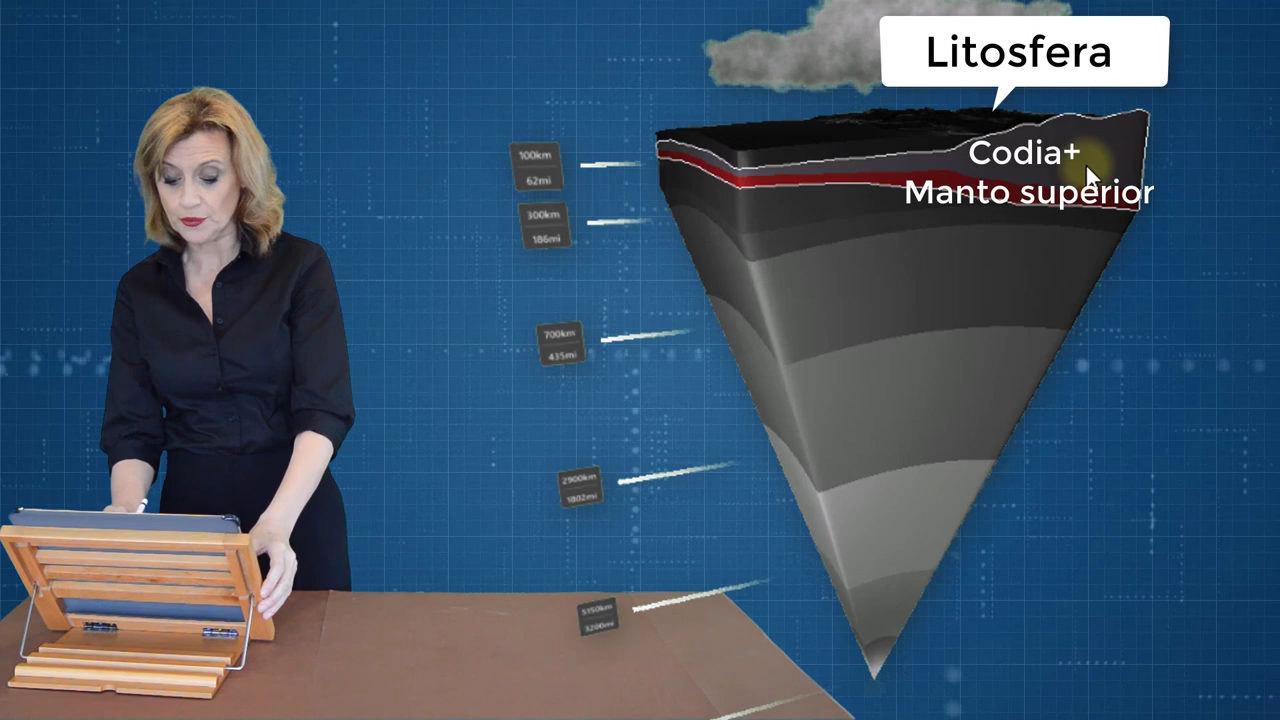 Litosfera
Codia+
Manto superior
100km
62mi
300km
186mi
700km
435mi
2900km
1802mi
5150km
3200mi